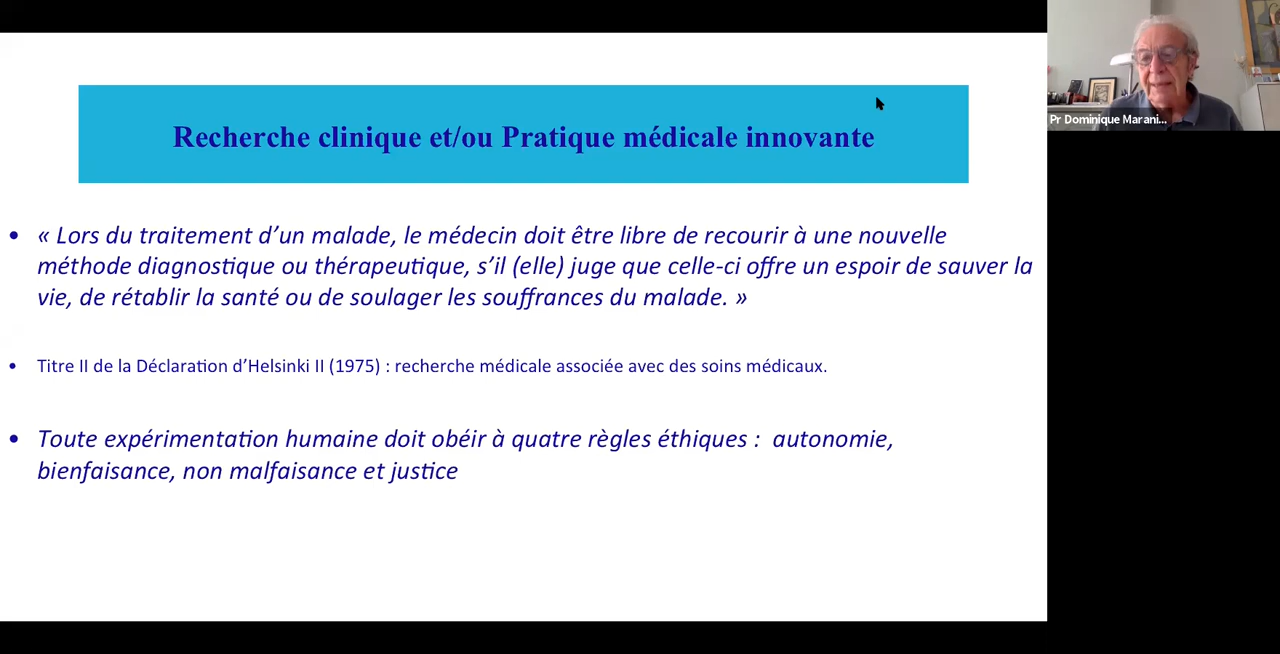 Recherche clinique et/ou Pratique médicale innovante
• « Lors du traitement d’un malade, le médecin doit être libre de recourir à une nouvelle
méthode diagnostique ou thérapeutique, s’il (elle) juge que celle-ci offre un espoir de sauver la
vie, de rétablir la santé ou de soulager les souffrances du malade. »
• Titre II de la Déclaration d’Helsinki II (1975) : recherche médicale associée avec des soins médicaux.
• Toute expérimentation humaine doit obéir à quatre règles éthiques : autonomie,
bienfaisance, non malfaisance et justice
Pr Dominique Marani...